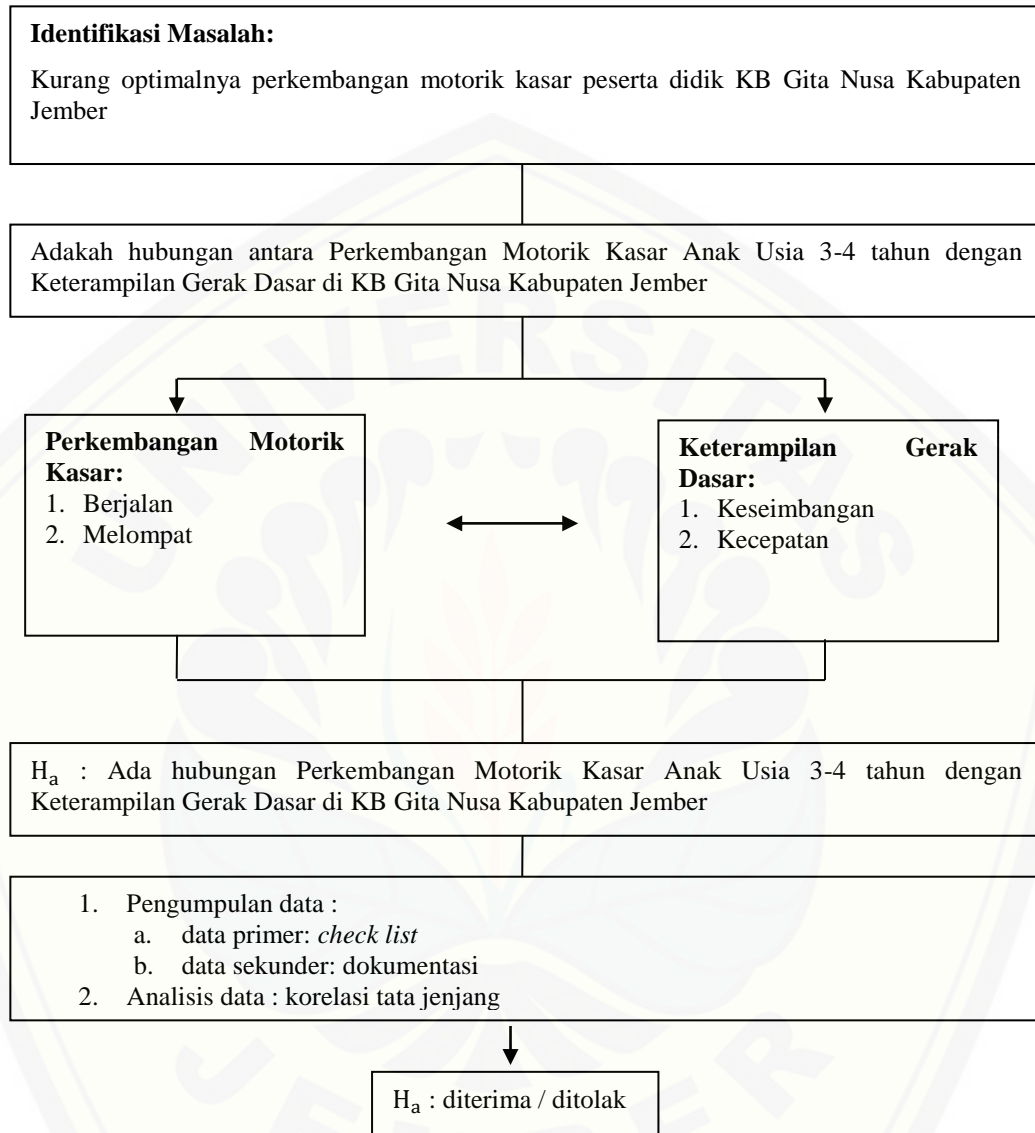 Identifikasi Masalah:
Kurang optimalnya perkembangan motorik kasar peserta didik KB Gita Nusa Kabupaten
Jember
Adakah hubungan antara Perkembangan Motorik Kasar Anak Usia 3-4 tahun dengan
Keterampilan Gerak Dasar di KB Gita Nusa Kabupaten Jember
Perkembangan Motorik
Kasar:
1. Berjalan
2. Melompat
Keterampilan Gerak
Dasar:
1. Keseimbangan
2. Kecepatan
Hₐ : Ada hubungan Perkembangan Motorik Kasar Anak Usia 3-4 tahun dengan
Keterampilan Gerak Dasar di KB Gita Nusa Kabupaten Jember
1. Pengumpulan data :
a. data primer: check list
b. data sekunder: dokumentasi
2. Analisis data : korelasi tata jenjang
Hₐ : diterima / ditolak
UNIVERSITAS
JEMBER